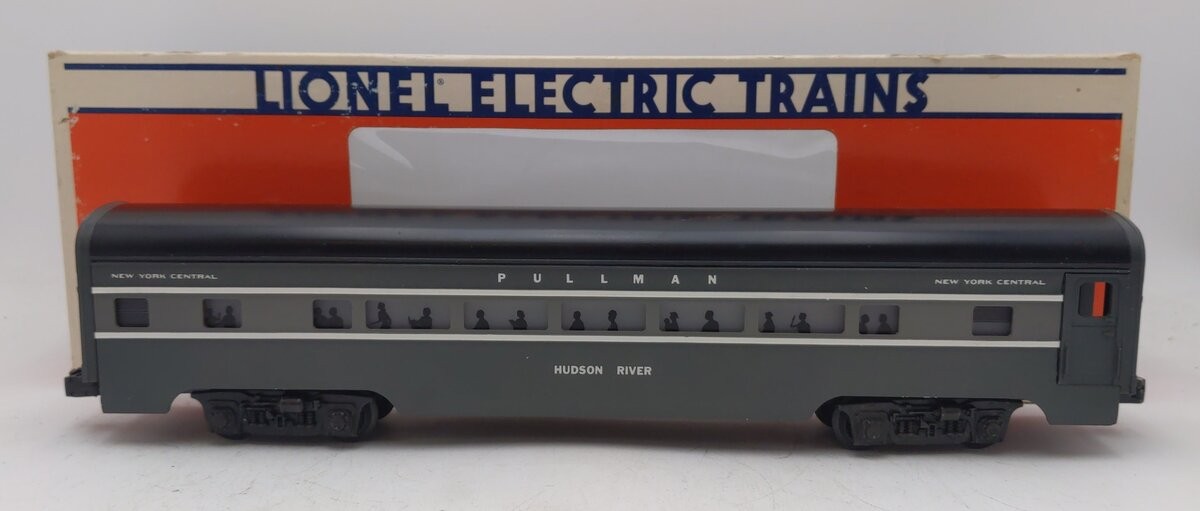 LIONEL® ELECTRIC TRAINS
PULLMAN
NEW YORK CENTRAL NEW YORK CENTRAL
HUDSON RIVER